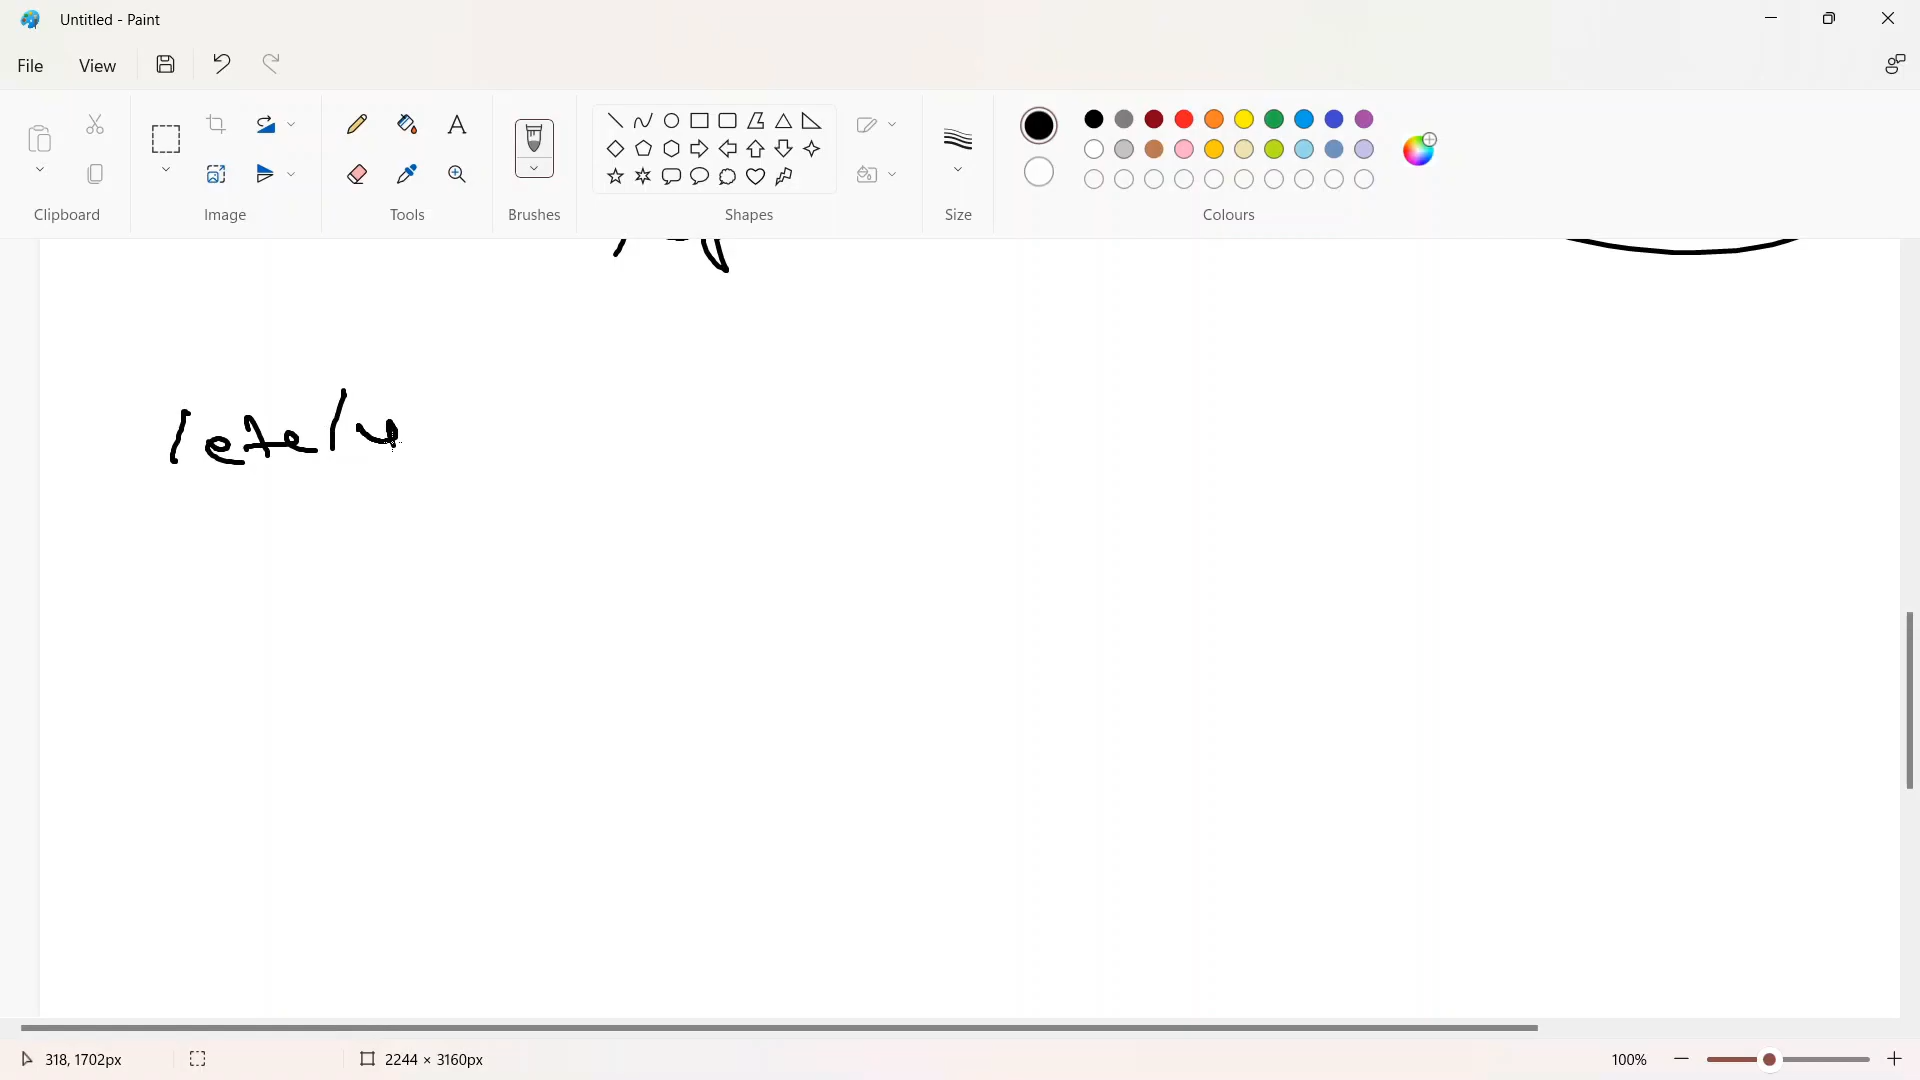 Untitled - Paint
File View
Clipboard Image Tools Brushes Shapes Size Colours
318, 1702px 2244 × 3160px 100%